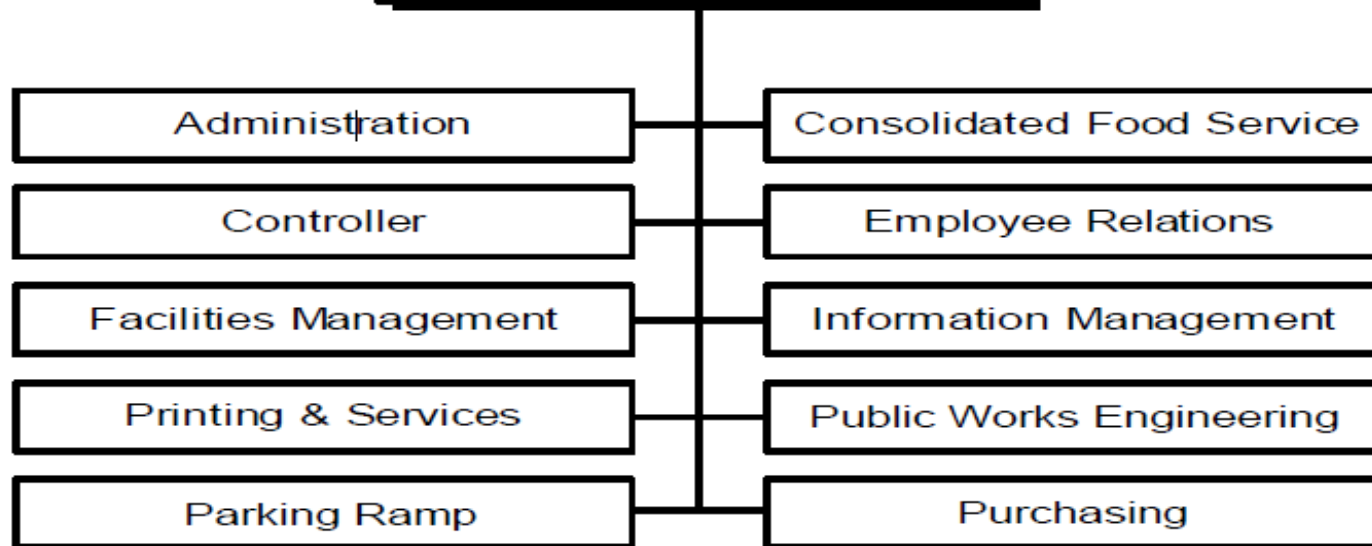 Administration
Consolidated Food Service
Controller
Employee Relations
Facilities Management
Information Management
Printing & Services
Public Works Engineering
Parking Ramp
Purchasing